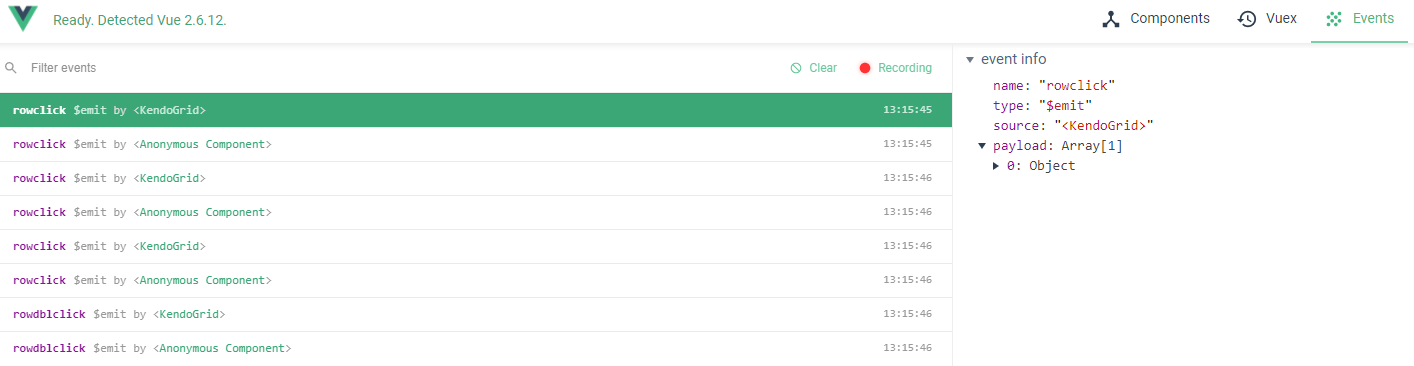 Ready. Detected Vue 2.6.12.
Components
Vuex
Events
Filter events
Clear
Recording
rowclick $emit by <KendoGrid> 13:15:45
rowclick $emit by <Anonymous Component> 13:15:45
rowclick $emit by <KendoGrid> 13:15:46
rowclick $emit by <Anonymous Component> 13:15:46
rowclick $emit by <KendoGrid> 13:15:46
rowclick $emit by <Anonymous Component> 13:15:46
rowdblclick $emit by <KendoGrid> 13:15:46
rowdblclick $emit by <Anonymous Component> 13:15:46
event info
name: "rowclick"
type: "$emit"
source: "<KendoGrid>"
payload: Array[1]
0: Object